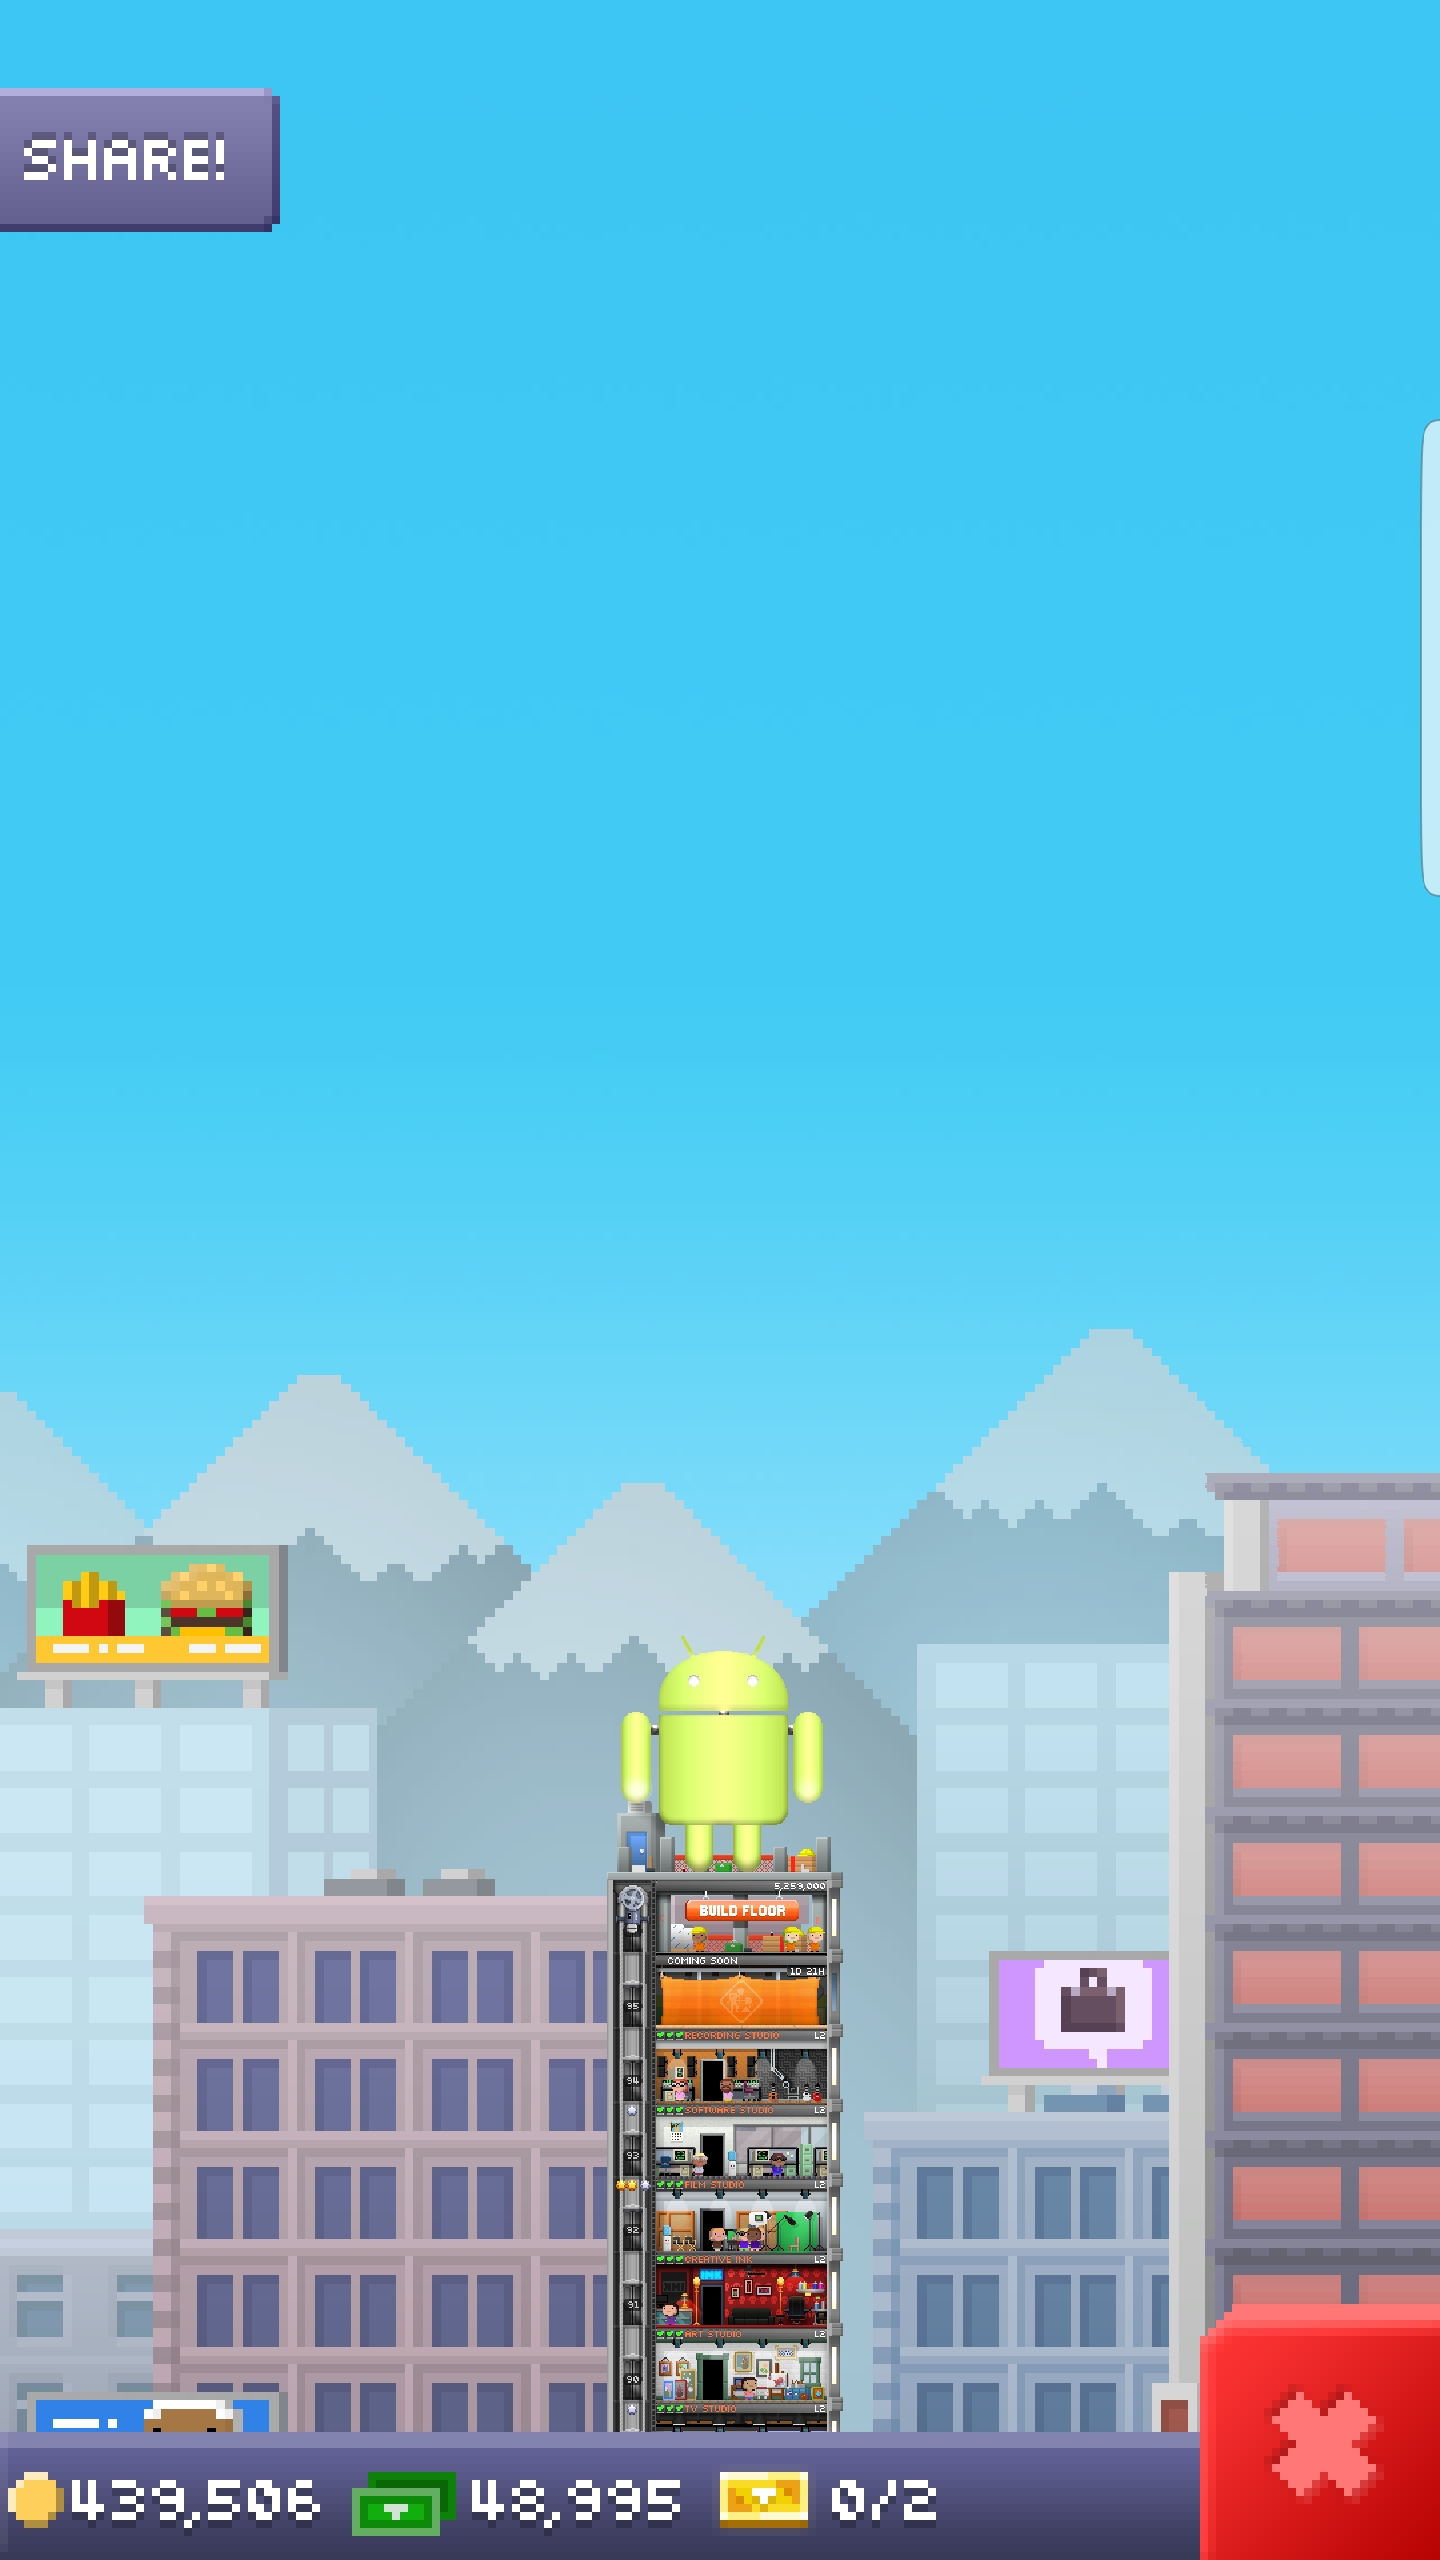 SHARE!
5,259,000
BUILD FLOOR
COMING SOON
1D 21H
95
RECORDING STUDIO L2
94
SOFTWARE STUDIO L2
93
FILM STUDIO L2
92
CREATIVE INK L2
INK
91
ART STUDIO L2
90
TV STUDIO L2
439,506 48,995 0/2